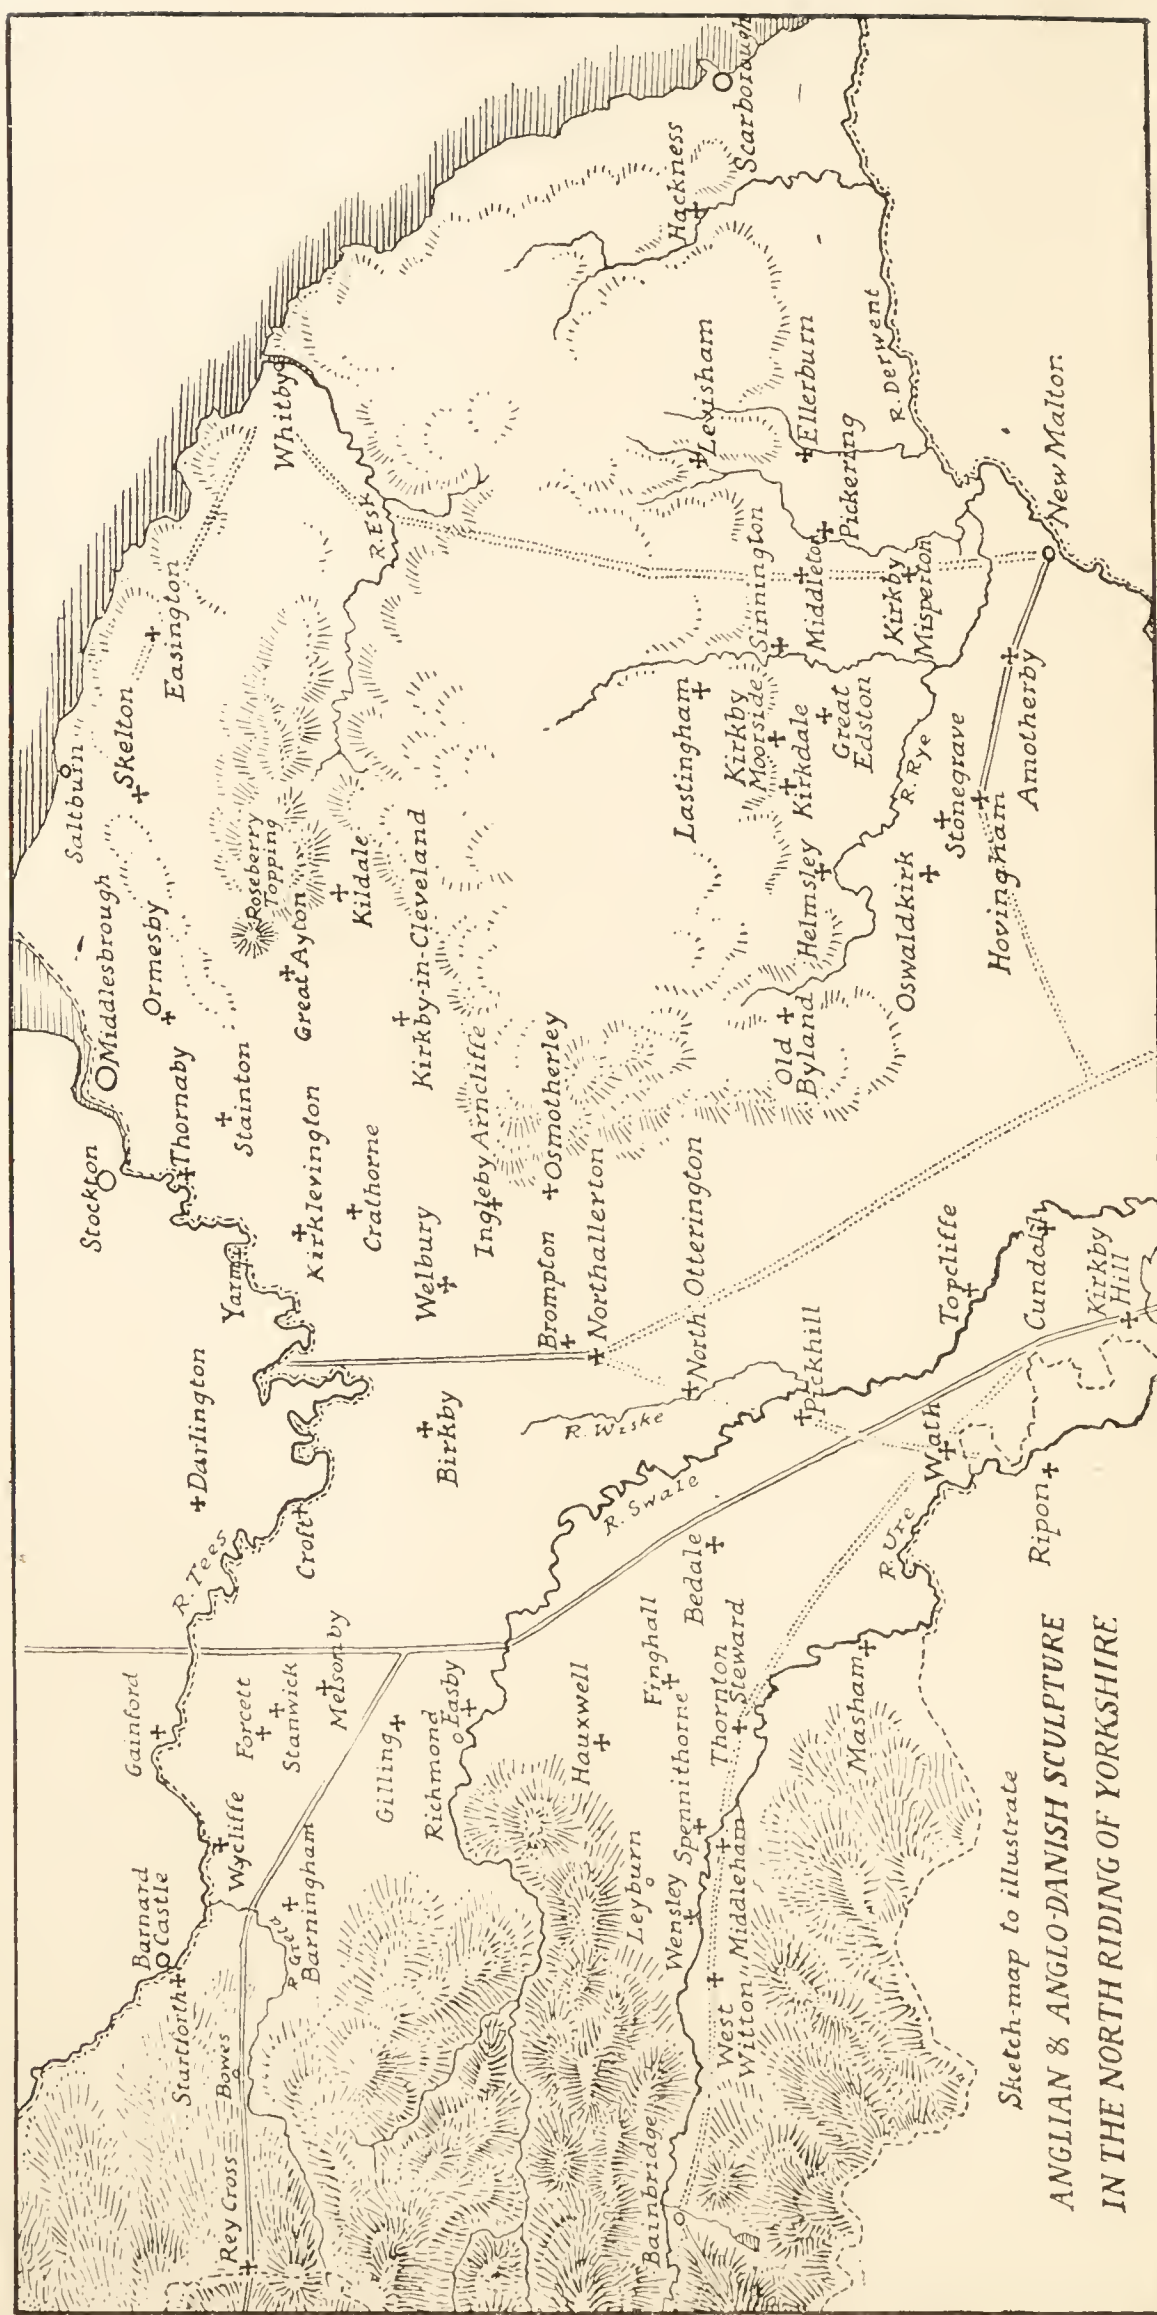 Stockton
Saltburn
Middlesbrough
Skelton
Easington
Ormesby
Thornaby
Stainton
Whitby
R. Esk
Roseberry
Topping
Great Ayton
Kildale
Yarm
Kirklevington
Crathorne
Kirkby-in-Cleveland
Welbury
Ingleby Arncliffe
Osmotherley
Brompton
Northallerton
North Otterington
Darlington
R. Tees
Croft
Birkby
R. Wiske
Pickhill
R. Swale
Barnard
Castle
Gainford
Wycliffe
Forcett
Stanwick
Melsonby
Startforth
Bowes
Rey Cross
R. Greta
Barningham
Gilling
Richmond
Easby
Hauxwell
Finghall
Bedale
Leyburn
Spennithorne
Thornton
Steward
Wensley
Middleham
West
Witton
Bainbridge
Masham
R. Ure
Wath
Ripon
Topcliffe
Cundall
Kirkby
Hill
Hackness
Scarborough
Levisham
Ellerburn
Pickering
R. Derwent
Sinnington
Middleton
Kirkby
Misperton
New Malton
Lastingham
Kirkby
Moorside
Kirkdale
Great
Edston
R. Rye
Helmsley
Old
Byland
Oswaldkirk
Stonegrave
Hovingham
Amotherby
Sketch-map to illustrate
ANGLIAN & ANGLO-DANISH SCULPTURE
IN THE NORTH RIDING OF YORKSHIRE